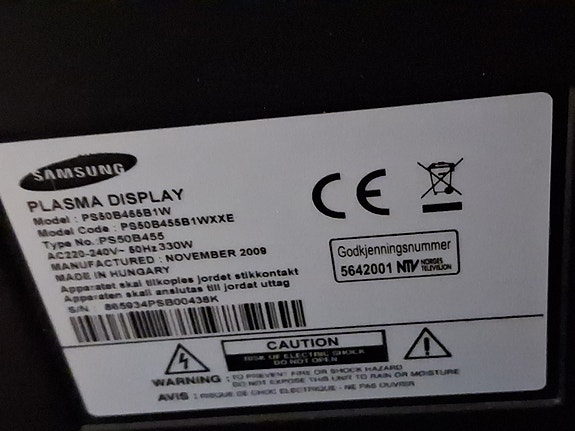 SAMSUNG
PLASMA DISPLAY
Model : PS50B455B1W
Model Code : PS50B455B1WXXE
Type No.:PS50B455
AC220-240V~ 50Hz 330W
MANUFACTURED : NOVEMBER 2009
MADE IN HUNGARY
Apparatet skal tilkoples jordet stikkontakt
Apparaten skall anslutas till jordat uttag
S/N 865934PSB00438K
CE
Godkjenningsnummer
5642001 NTV NORGES TELEVISJON
CAUTION
RISK OF ELECTRIC SHOCK
DO NOT OPEN
WARNING : TO PREVENT FIRE OR SHOCK HAZARD
DO NOT EXPOSE THIS UNIT TO RAIN OR MOISTURE
AVIS : RISQUE DE CHOC ELECTRIQUE - NE PAS OUVRIR